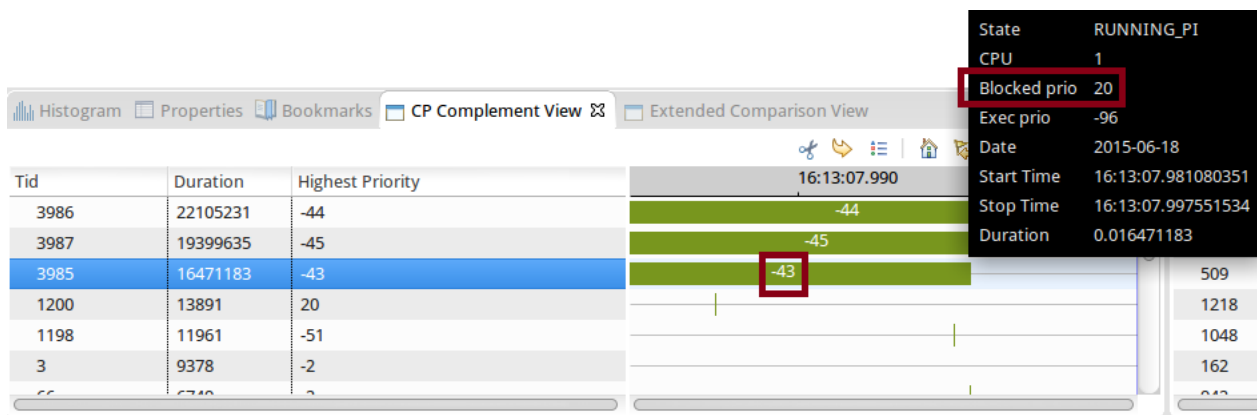 State RUNNING_PI
CPU 1
Blocked prio 20
Exec prio -96
Date 2015-06-18
Start Time 16:13:07.981080351
Stop Time 16:13:07.997551534
Duration 0.016471183
Histogram Properties Bookmarks CP Complement View Extended Comparison View
Tid Duration Highest Priority 16:13:07.990
3986 22105231 -44 -44
3987 19399635 -45 -45
3985 16471183 -43 -43 509
1200 13891 20 1218
1198 11961 -51 1048
3 9378 -2 162